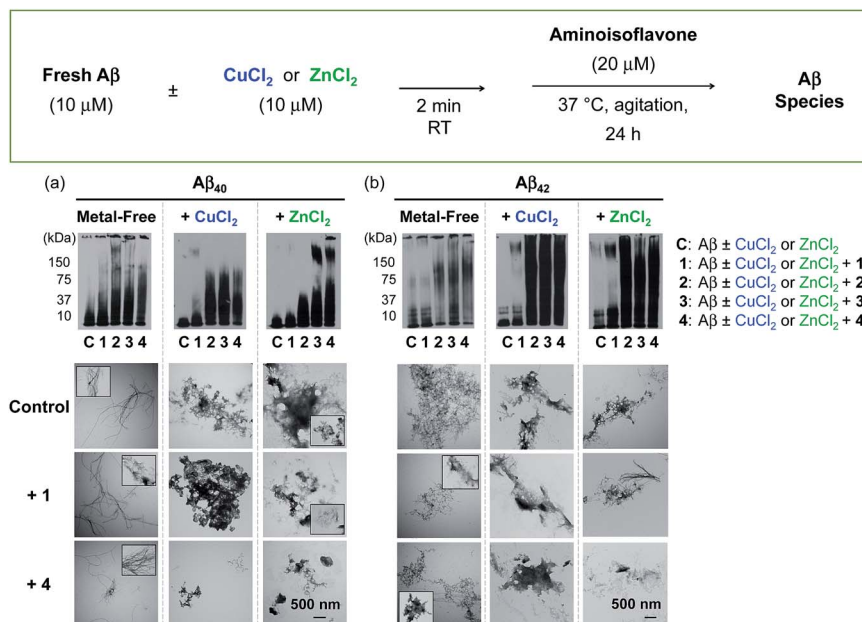 Aminoisoflavone
Fresh Aβ CuCl₂ or ZnCl₂ (20 μM) Aβ
(10 μM) ± (10 μM) 2 min 37 °C, agitation, Species
RT 24 h
(a) Aβ₄₀ (b) Aβ₄₂
Metal-Free + CuCl₂ + ZnCl₂ Metal-Free + CuCl₂ + ZnCl₂
(kDa) (kDa) C: Aβ ± CuCl₂ or ZnCl₂
150 150 1: Aβ ± CuCl₂ or ZnCl₂ + 1
75 75 2: Aβ ± CuCl₂ or ZnCl₂ + 2
37 37 3: Aβ ± CuCl₂ or ZnCl₂ + 3
10 10 4: Aβ ± CuCl₂ or ZnCl₂ + 4
C 1 2 3 4 C 1 2 3 4 C 1 2 3 4 C 1 2 3 4 C 1 2 3 4 C 1 2 3 4
Control
+ 1
+ 4
500 nm 500 nm